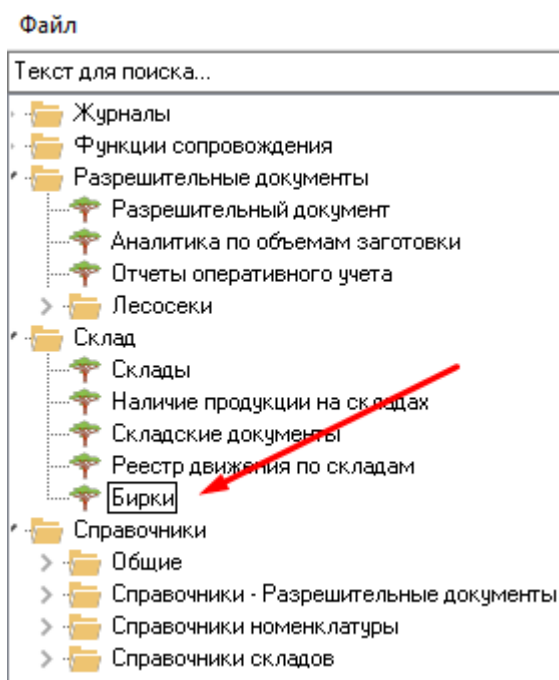 Файл
Текст для поиска...
Журналы
Функции сопровождения
Разрешительные документы
Разрешительный документ
Аналитика по объемам заготовки
Отчеты оперативного учета
Лесосеки
Склад
Склады
Наличие продукции на складах
Складские документы
Реестр движения по складам
Бирки
Справочники
Общие
Справочники - Разрешительные документы
Справочники номенклатуры
Справочники складов